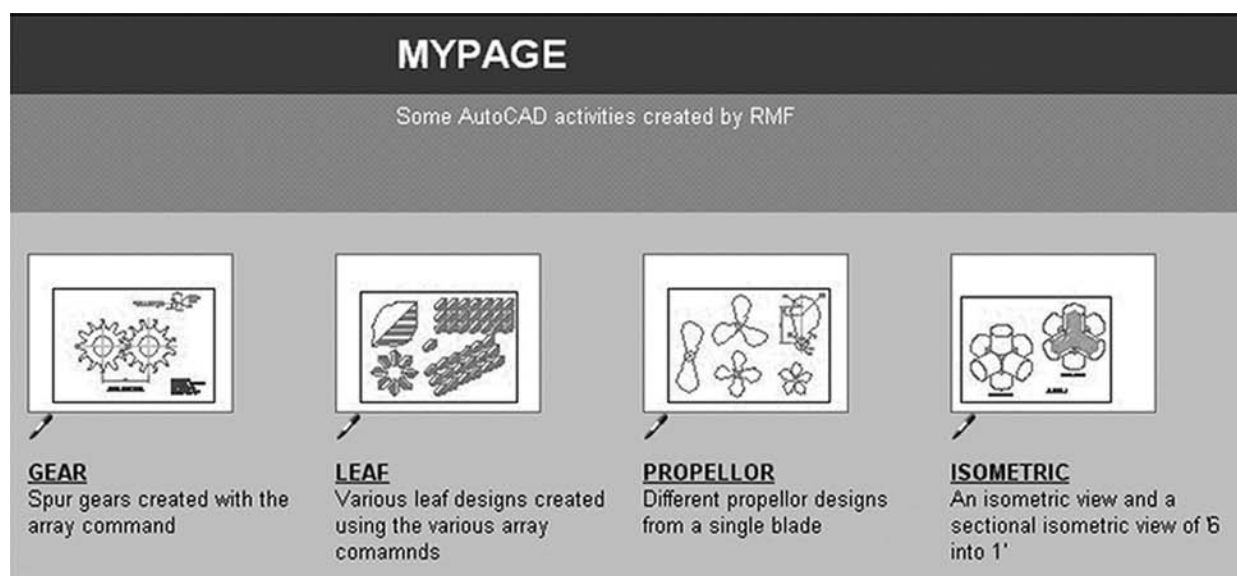 MYPAGE
Some AutoCAD activities created by RMF
GEAR
Spur gears created with the
array command
LEAF
Various leaf designs created
using the various array
comamnds
PROPELLOR
Different propellor designs
from a single blade
ISOMETRIC
An isometric view and a
sectional isometric view of '6
into 1'